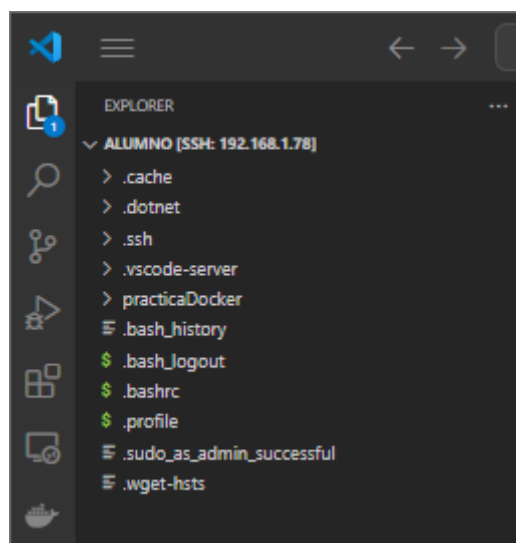 EXPLORER ...
ALUMNO [SSH: 192.168.1.78]
.cache
.dotnet
.ssh
.vscode-server
practicaDocker
.bash_history
$ .bash_logout
$ .bashrc
$ .profile
.sudo_as_admin_successful
.wget-hsts
1